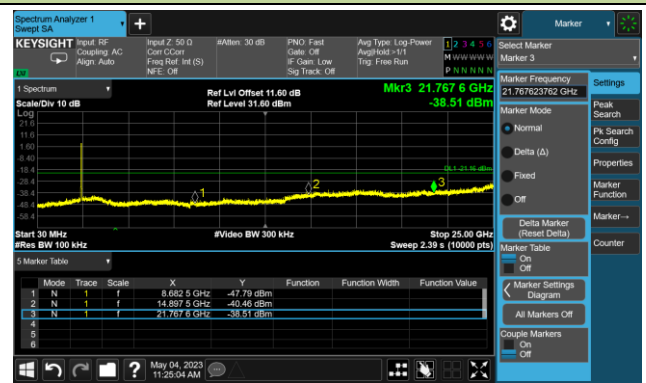 Spectrum Analyzer 1
Swept SA
Marker
KEYSIGHT
Input: RF
Coupling: AC
Align: Auto
Input Z: 50 Ω
Corr CCorr
Freq Ref: Int (S)
NFE: Off
#Atten: 30 dB
PNO: Fast
Gate: Off
IF Gain: Low
Sig Track: Off
Avg Type: Log-Power
Avg|Hold:>1/1
Trig: Free Run
1 2 3 4 5 6
M W W W W W
P N N N N N
LXI
Select Marker
Marker 3
1 Spectrum
Scale/Div 10 dB
Ref Lvl Offset 11.60 dB
Ref Level 31.60 dBm
Mkr3 21.767 6 GHz
-38.51 dBm
Log
21.6
11.6
1.60
-8.40
-18.4
-28.4
-38.4
-48.4
-58.4
DL1 -21.16 dBm
1
2
3
Start 30 MHz
#Res BW 100 kHz
#Video BW 300 kHz
Stop 25.00 GHz
Sweep 2.39 s (10000 pts)
5 Marker Table
Mode Trace Scale X Y Function Function Width Function Value
1 N 1 f 8.682 5 GHz -47.79 dBm
2 N 1 f 14.897 5 GHz -40.46 dBm
3 N 1 f 21.767 6 GHz -38.51 dBm
4
5
6
Marker Frequency
21.767623762 GHz
Marker Mode
Normal
Delta (Δ)
Fixed
Off
Delta Marker
(Reset Delta)
Marker Table
On
Off
Marker Settings
Diagram
All Markers Off
Couple Markers
On
Off
Settings
Peak
Search
Pk Search
Config
Properties
Marker
Function
Marker→
Counter
?
May 04, 2023
11:25:04 AM